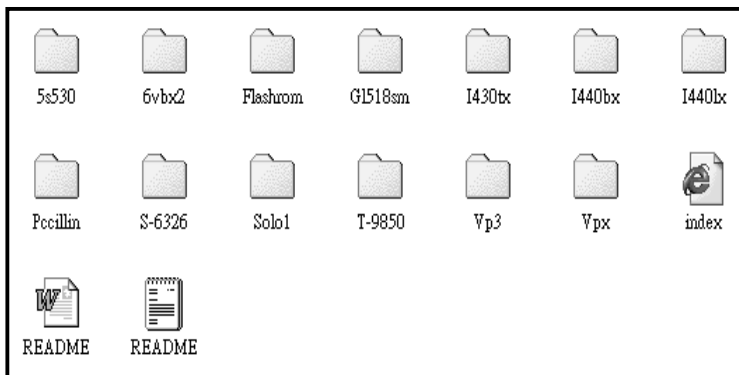 5s530 6vbx2 Flashrom Gl518sm I430tx I440bx I440lx
Pccillin S-6326 Solo1 T-9850 Vp3 Vpx index
README README